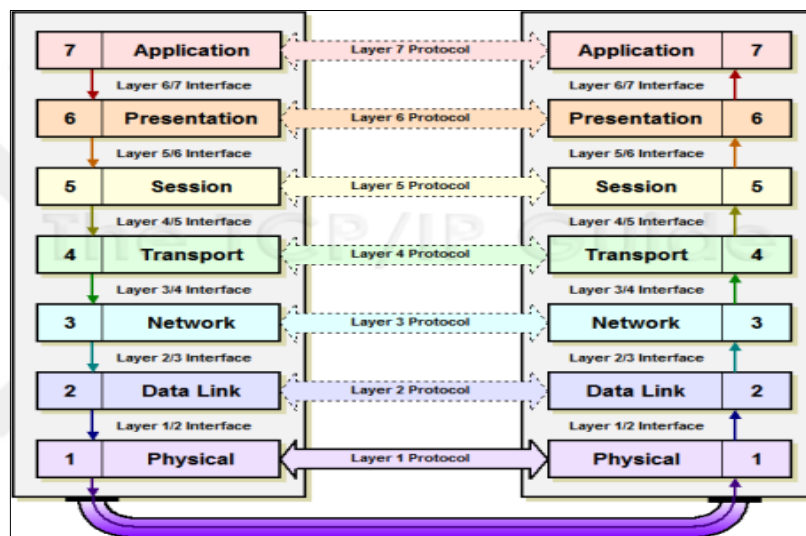 7 Application Layer 7 Protocol Application 7
Layer 6/7 Interface Layer 6/7 Interface
6 Presentation Layer 6 Protocol Presentation 6
Layer 5/6 Interface Layer 5/6 Interface
5 Session Layer 5 Protocol Session 5
The TCP/IP Guide
Layer 4/5 Interface Layer 4/5 Interface
4 Transport Layer 4 Protocol Transport 4
Layer 3/4 Interface Layer 3/4 Interface
3 Network Layer 3 Protocol Network 3
Layer 2/3 Interface Layer 2/3 Interface
2 Data Link Layer 2 Protocol Data Link 2
Layer 1/2 Interface Layer 1/2 Interface
1 Physical Layer 1 Protocol Physical 1